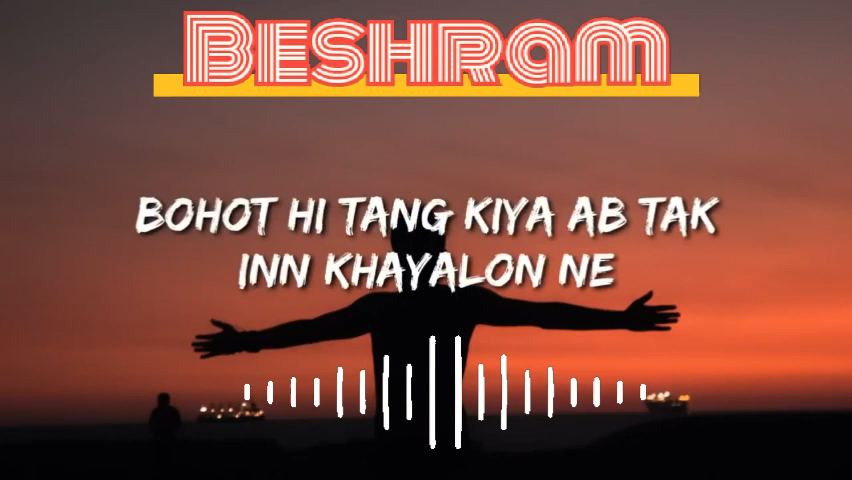 BESHRAM
BOHOT HI TANG KIYA AB TAK
INN KHAYALON NE